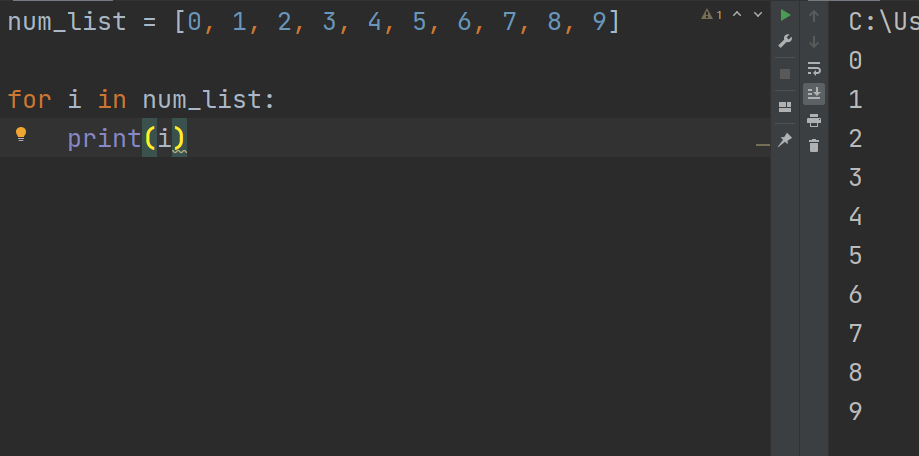 num_list = [0, 1, 2, 3, 4, 5, 6, 7, 8, 9]
1
for i in num_list:
    print(i)
C:\Us
0
1
2
3
4
5
6
7
8
9